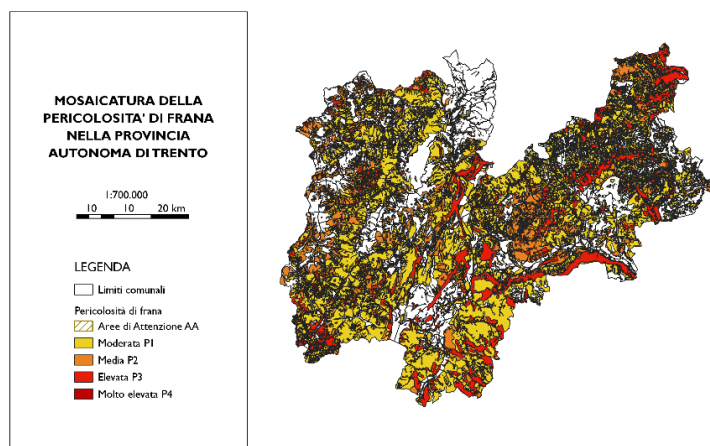 MOSAICATURA DELLA
PERICOLOSITA' DI FRANA
NELLA PROVINCIA
AUTONOMA DI TRENTO
1:700.000
10 10 20 km
LEGENDA
Limiti comunali
Pericolosità di frana
Aree di Attenzione AA
Moderata P1
Media P2
Elevata P3
Molto elevata P4